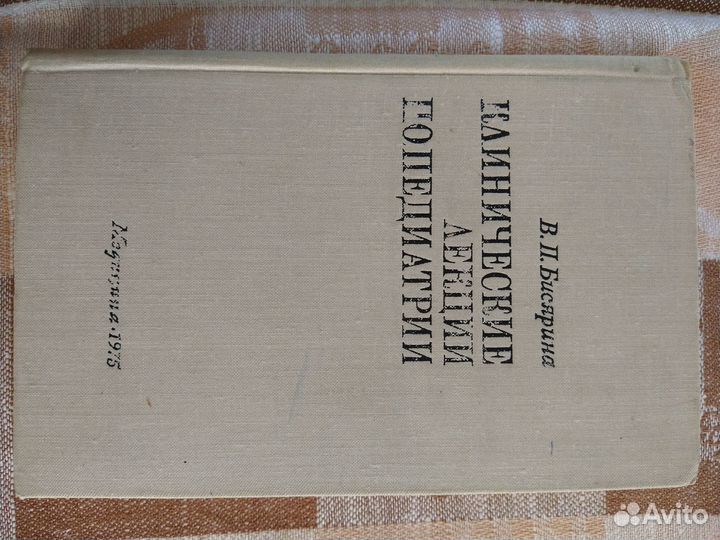 В. П. Бисярина
КЛИНИЧЕСКИЕ
ЛЕКЦИИ
ПО ПЕДИАТРИИ
Медицина · 1975
Avito